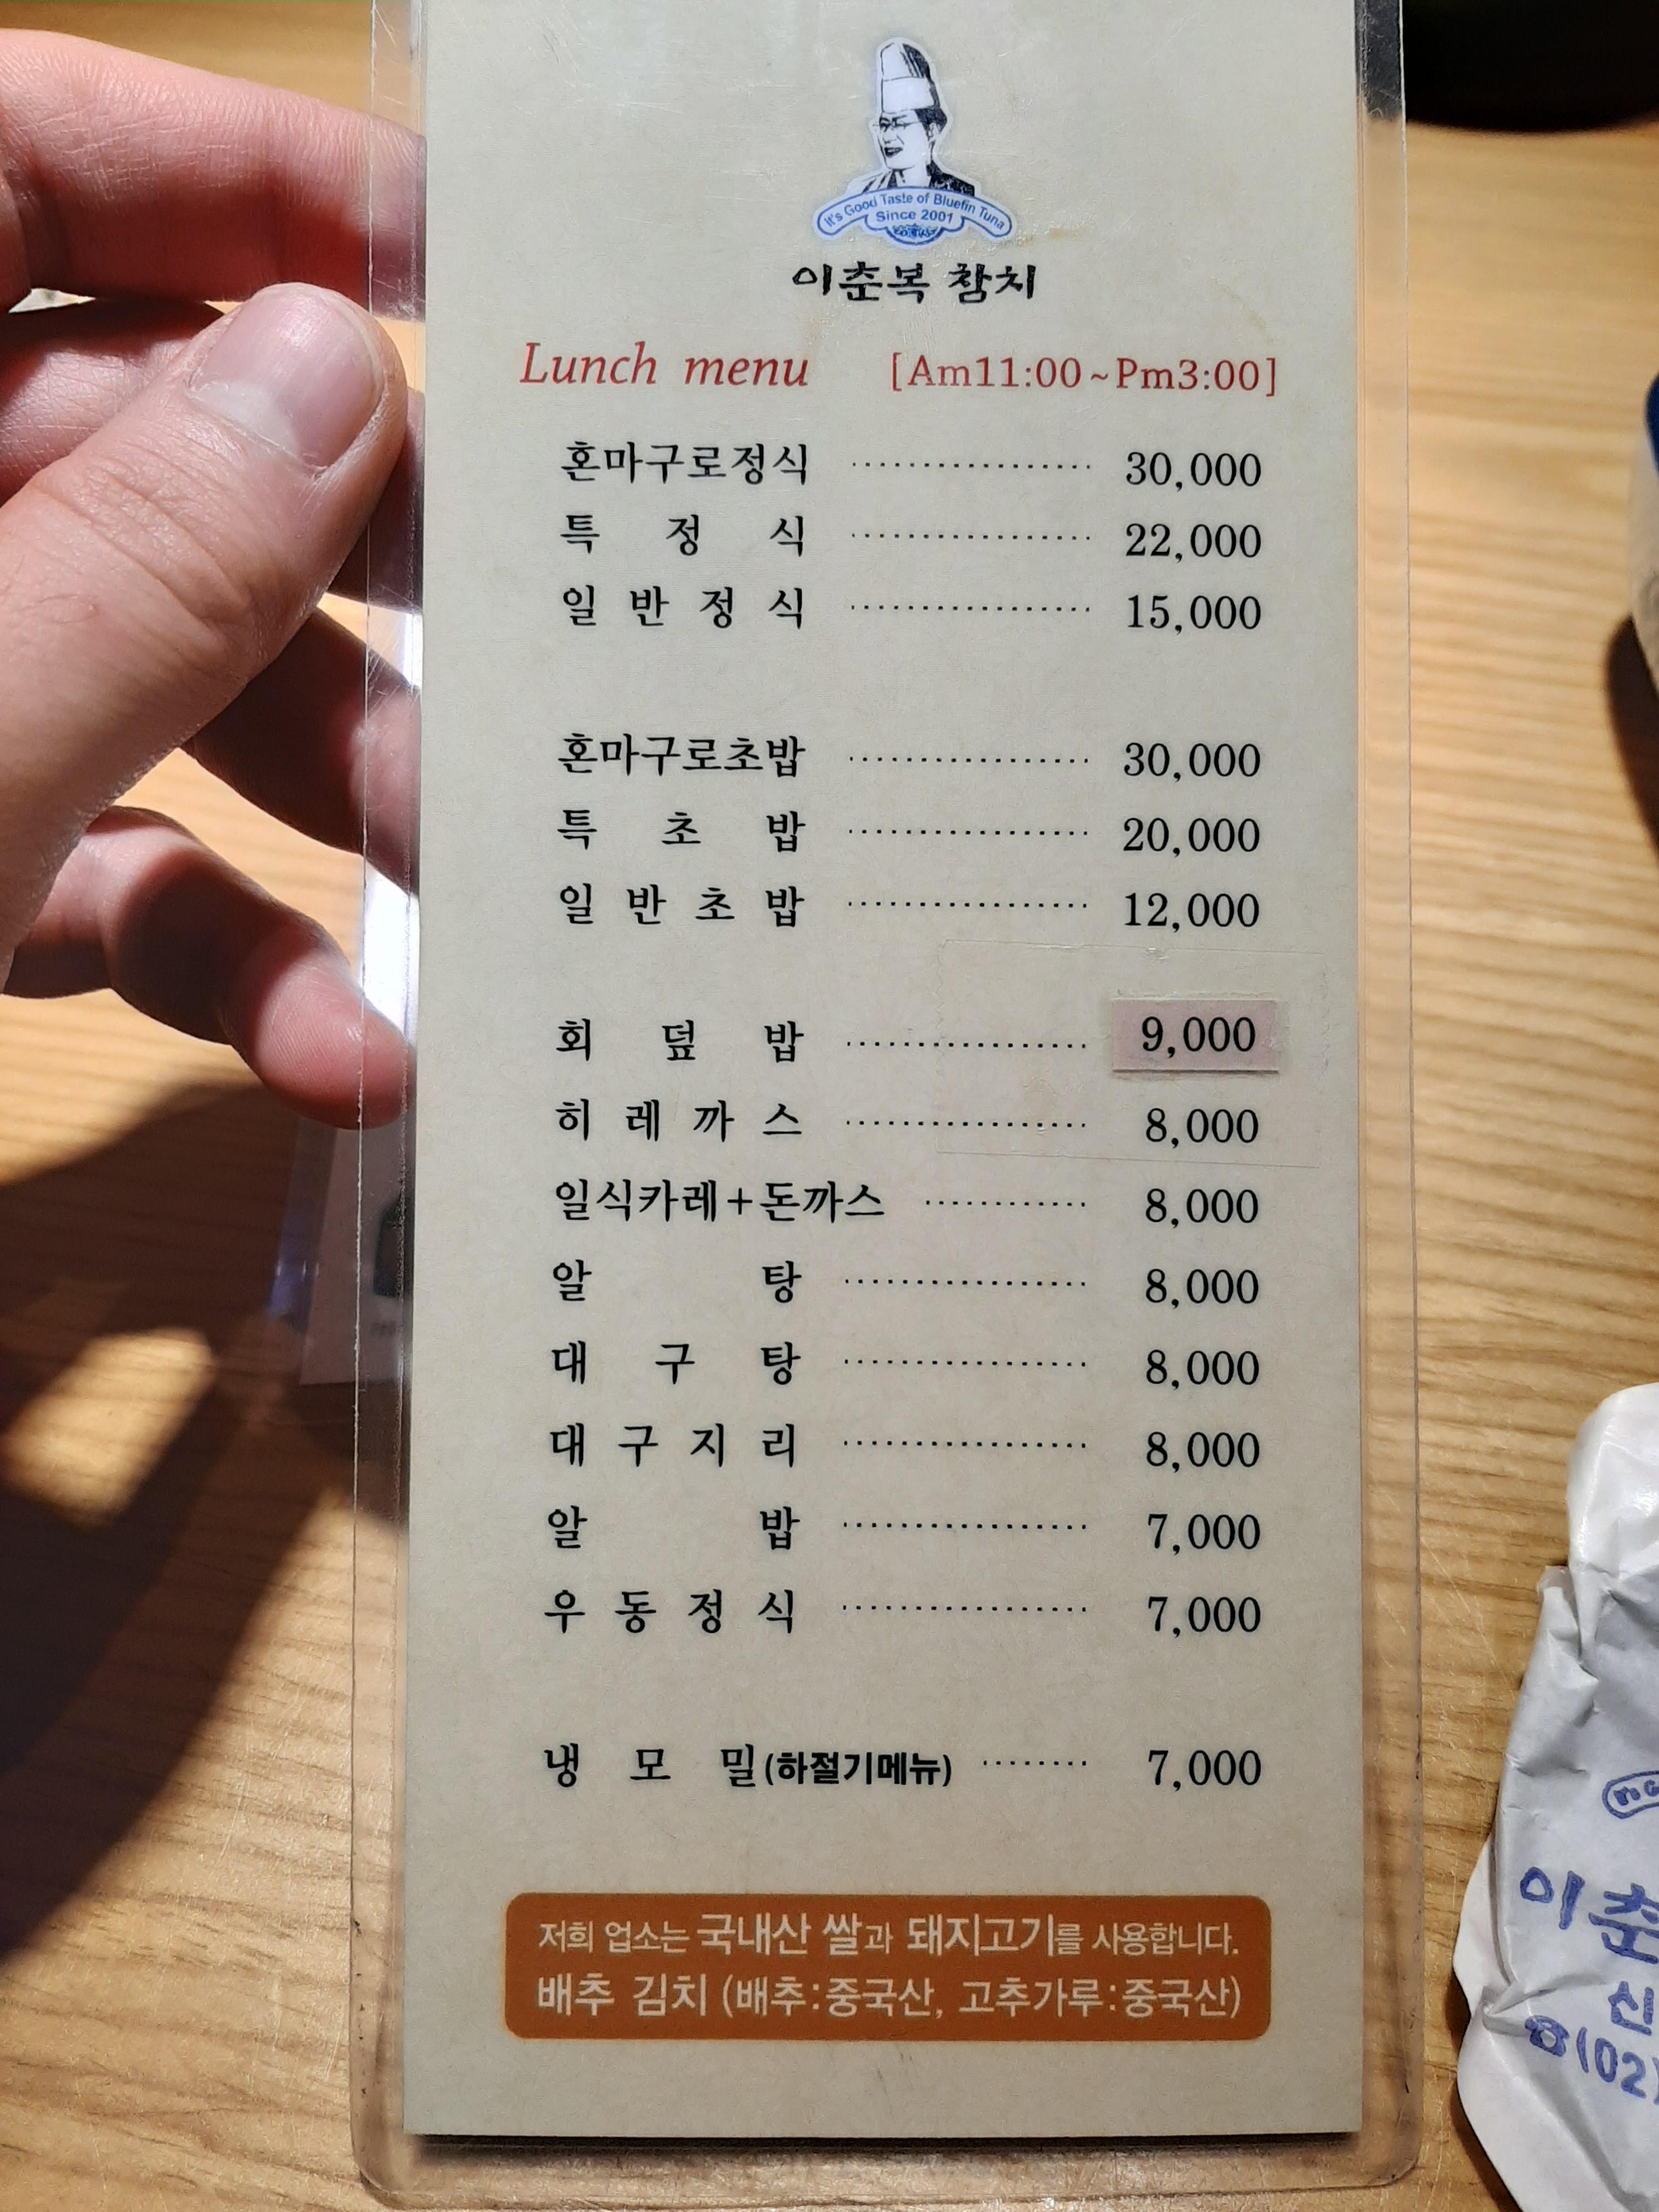 It's Good Taste of Bluefin Tuna
Since 2001
이춘복 참치
Lunch menu [Am11:00~Pm3:00]
혼마구로정식 30,000
특정식 22,000
일반정식 15,000
혼마구로초밥 30,000
특초밥 20,000
일반초밥 12,000
회덮밥 9,000
히레까스 8,000
일식카레+돈까스 8,000
알탕 8,000
대구탕 8,000
대구지리 8,000
알밥 7,000
우동정식 7,000
냉모밀(하절기메뉴) 7,000
저희 업소는 국내산 쌀과 돼지고기를 사용합니다.
배추 김치 (배추:중국산, 고추가루:중국산)
이춘
신
☎(02)